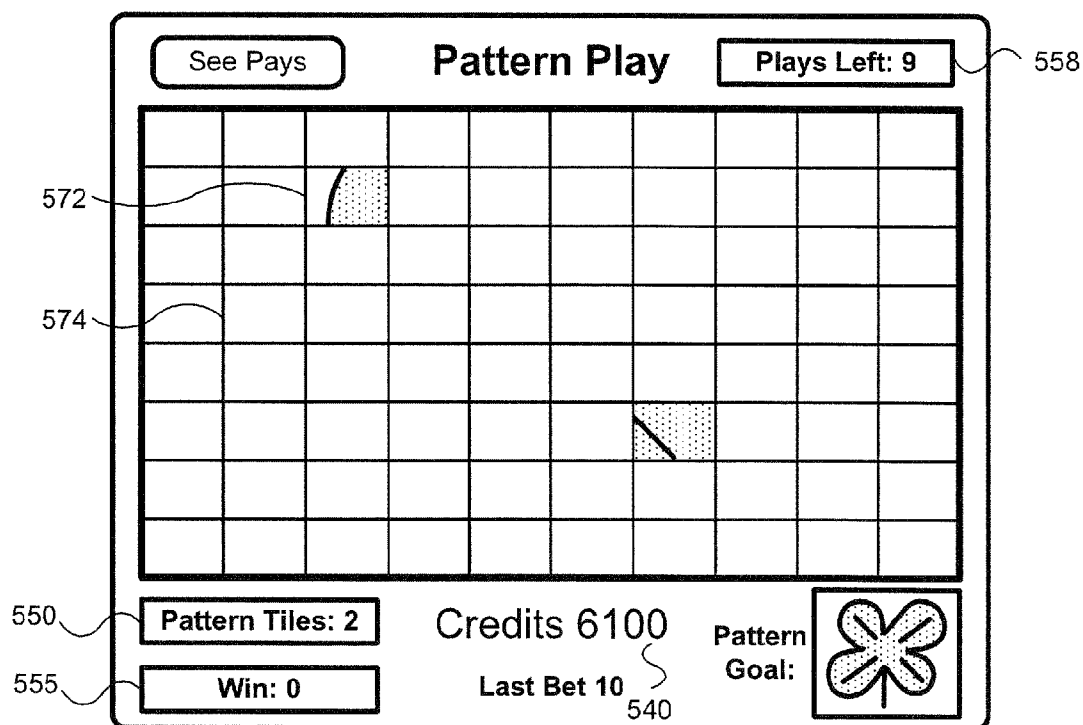 See Pays
Pattern Play
Plays Left: 9
558
572
574
550
Pattern Tiles: 2
Credits 6100
Pattern
Goal:
555
Win: 0
Last Bet 10
540